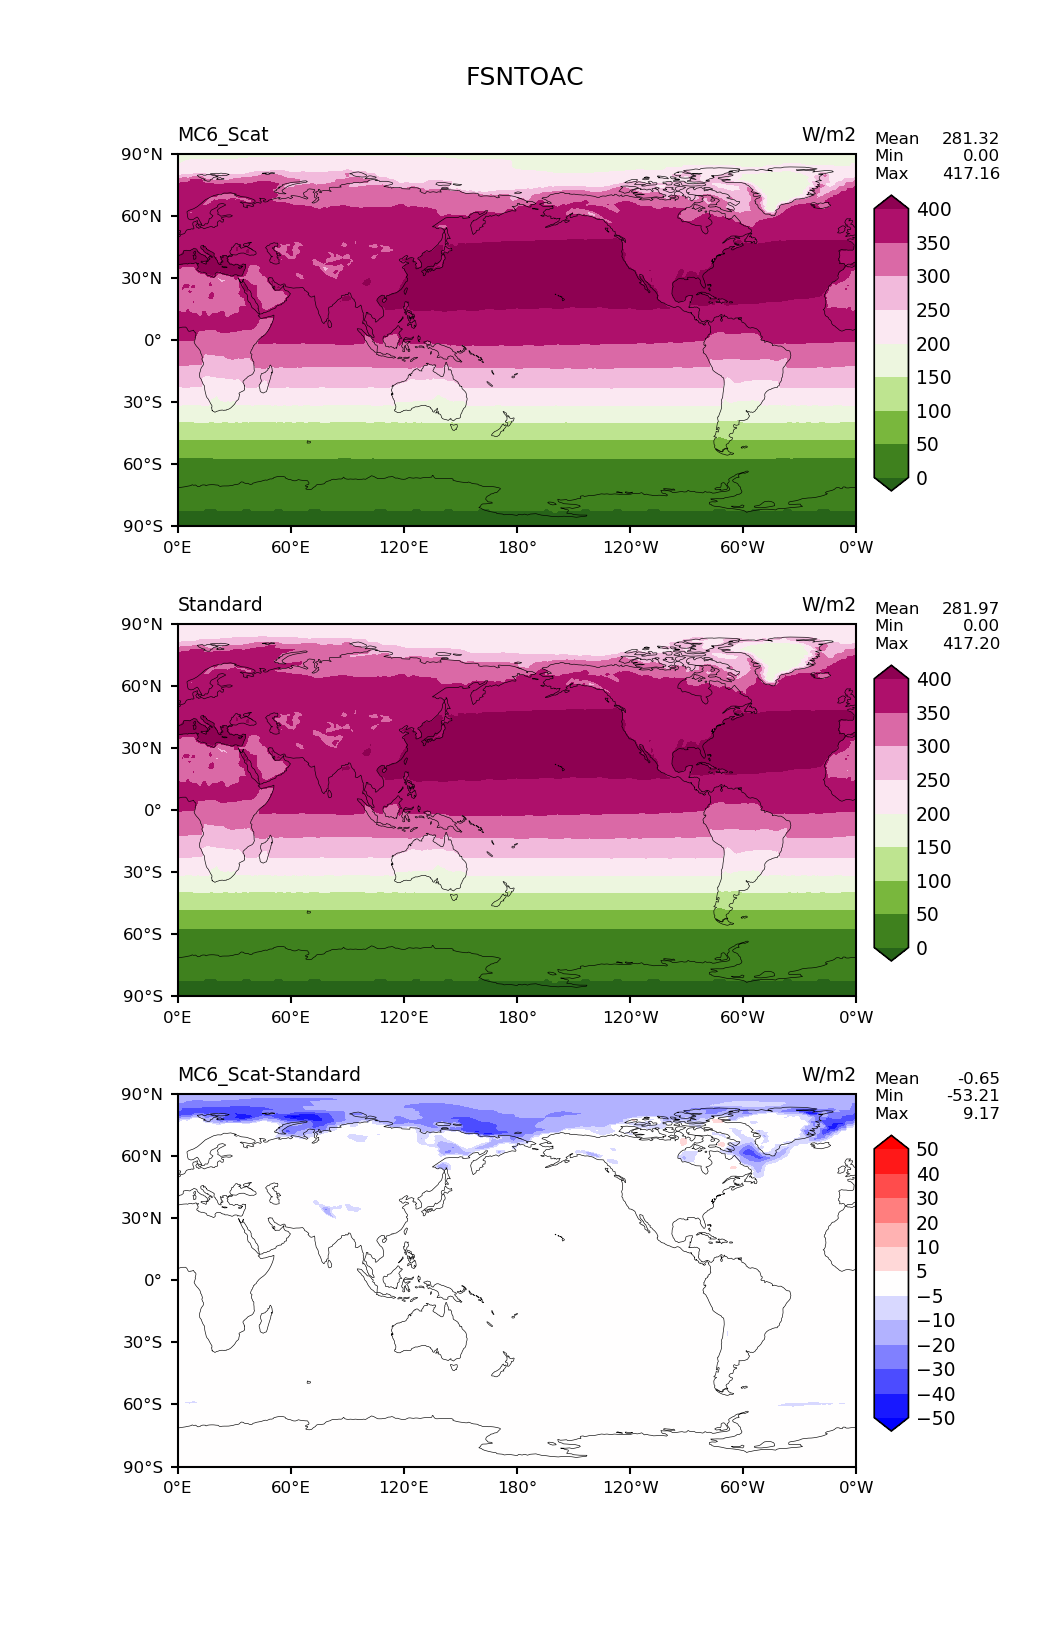 FSNTOAC
MC6_Scat W/m2
Mean 281.32
Min 0.00
Max 417.16
90°N
60°N
30°N
0°
30°S
60°S
90°S
0°E 60°E 120°E 180° 120°W 60°W 0°W
400
350
300
250
200
150
100
50
0
Standard W/m2
Mean 281.97
Min 0.00
Max 417.20
90°N
60°N
30°N
0°
30°S
60°S
90°S
0°E 60°E 120°E 180° 120°W 60°W 0°W
400
350
300
250
200
150
100
50
0
MC6_Scat-Standard W/m2
Mean -0.65
Min -53.21
Max 9.17
90°N
60°N
30°N
0°
30°S
60°S
90°S
0°E 60°E 120°E 180° 120°W 60°W 0°W
50
40
30
20
10
5
−5
−10
−20
−30
−40
−50